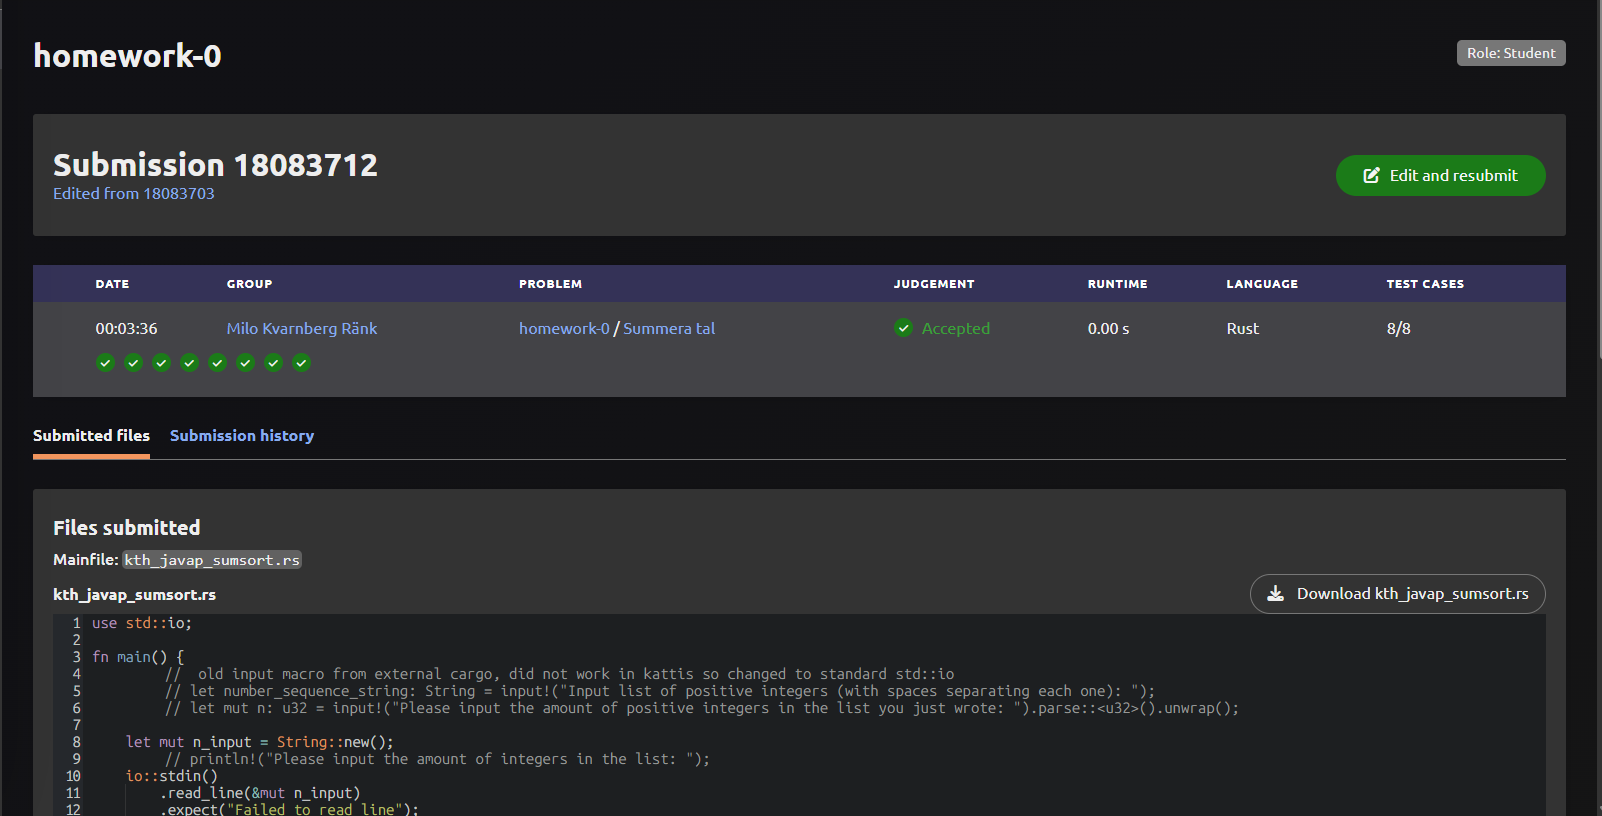 homework-0
Role: Student
Submission 18083712
Edited from 18083703
Edit and resubmit
DATE GROUP PROBLEM JUDGEMENT RUNTIME LANGUAGE TEST CASES
00:03:36 Milo Kvarnberg Ränk homework-0 / Summera tal Accepted 0.00 s Rust 8/8
Submitted files Submission history
Files submitted
Mainfile: kth_javap_sumsort.rs
kth_javap_sumsort.rs
Download kth_javap_sumsort.rs
1 use std::io;
2
3 fn main() {
4 //  old input macro from external cargo, did not work in kattis so changed to standard std::io
5 // let number_sequence_string: String = input!("Input list of positive integers (with spaces separating each one): ");
6 // let mut n: u32 = input!("Please input the amount of positive integers in the list you just wrote: ").parse::<u32>().unwrap();
7
8 let mut n_input = String::new();
9 // println!("Please input the amount of integers in the list: ");
10 io::stdin()
11 .read_line(&mut n_input)
12 .expect("Failed to read line");